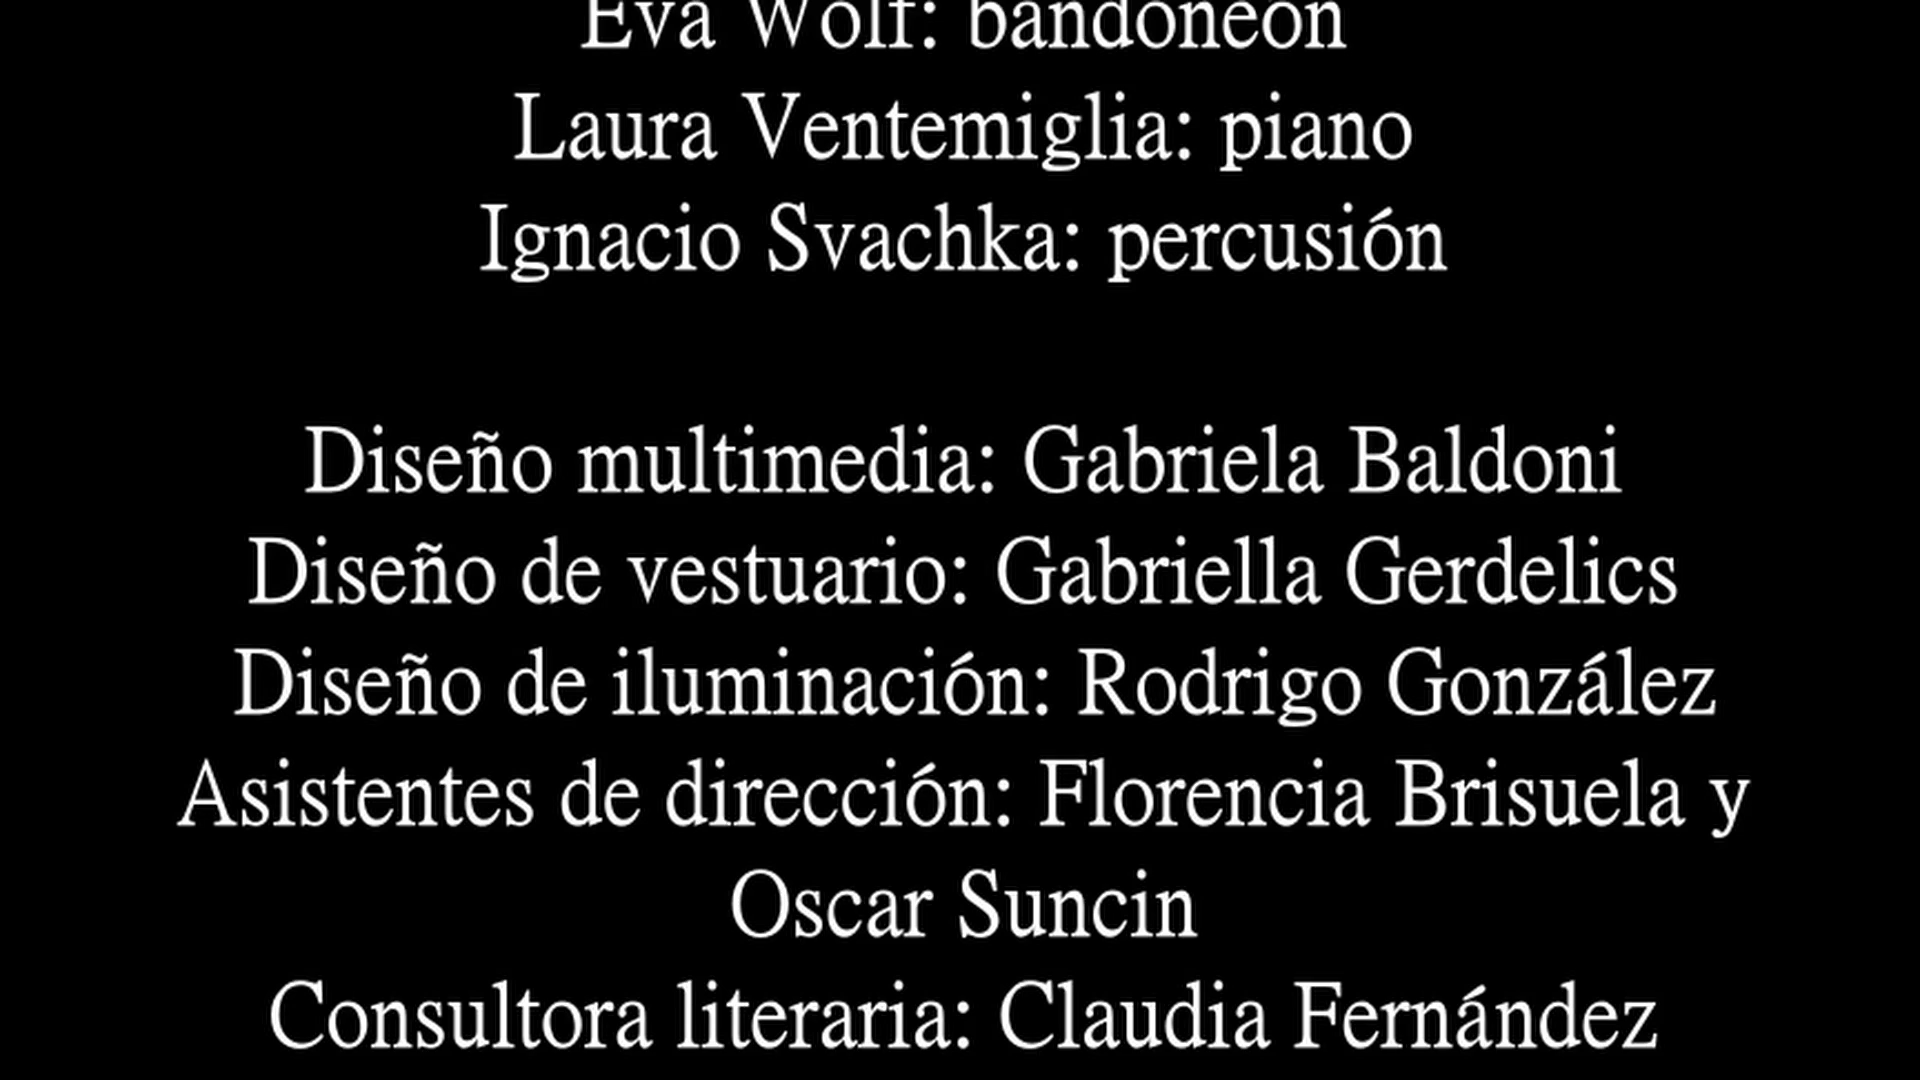 Eva Wolf: bandoneón
Laura Ventemiglia: piano
Ignacio Svachka: percusión
Diseño multimedia: Gabriela Baldoni
Diseño de vestuario: Gabriella Gerdelics
Diseño de iluminación: Rodrigo González
Asistentes de dirección: Florencia Brisuela y
Oscar Suncin
Consultora literaria: Claudia Fernández